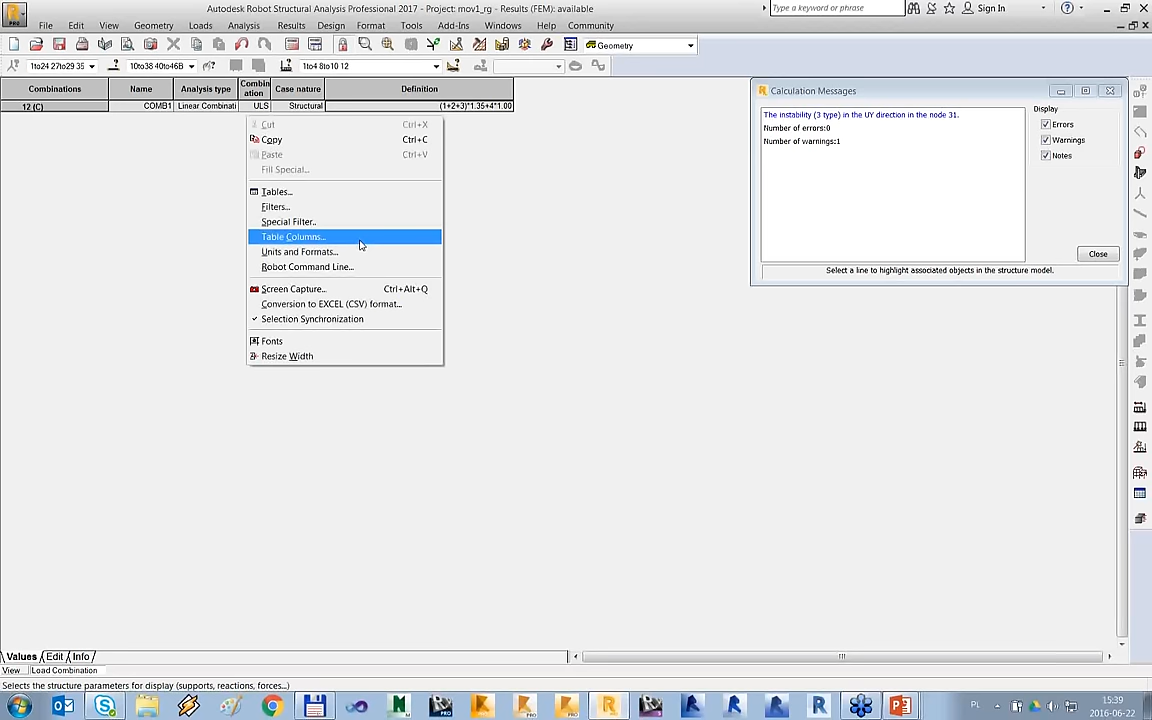 Autodesk Robot Structural Analysis Professional 2017 - Project: mov1_rg - Results (FEM): available
Type a keyword or phrase
Sign In
PRO
File Edit View Geometry Loads Analysis Results Design Format Tools Add-Ins Windows Help Community
Geometry
1to24 27to29 35
10to38 40to46B
1to4 8to10 12
Combinations Name Analysis type Combin ation Case nature Definition
12 (C) COMB1 Linear Combinati ULS Structural (1+2+3)*1.35+4*1.00
Cut Ctrl+X
Copy Ctrl+C
Paste Ctrl+V
Fill Special...
Tables...
Filters...
Special Filter..
Table Columns...
Units and Formats...
Robot Command Line...
Screen Capture... Ctrl+Alt+Q
Conversion to EXCEL (CSV) format...
Selection Synchronization
Fonts
Resize Width
Calculation Messages
The instability (3 type) in the UY direction in the node 31.
Number of errors:0
Number of warnings:1
Display
Errors
Warnings
Notes
Close
Select a line to highlight associated objects in the structure model.
Values Edit Info
View Load Combination
Selects the structure parameters for display (supports, reactions, forces...)
PL
15:39
2016-06-22